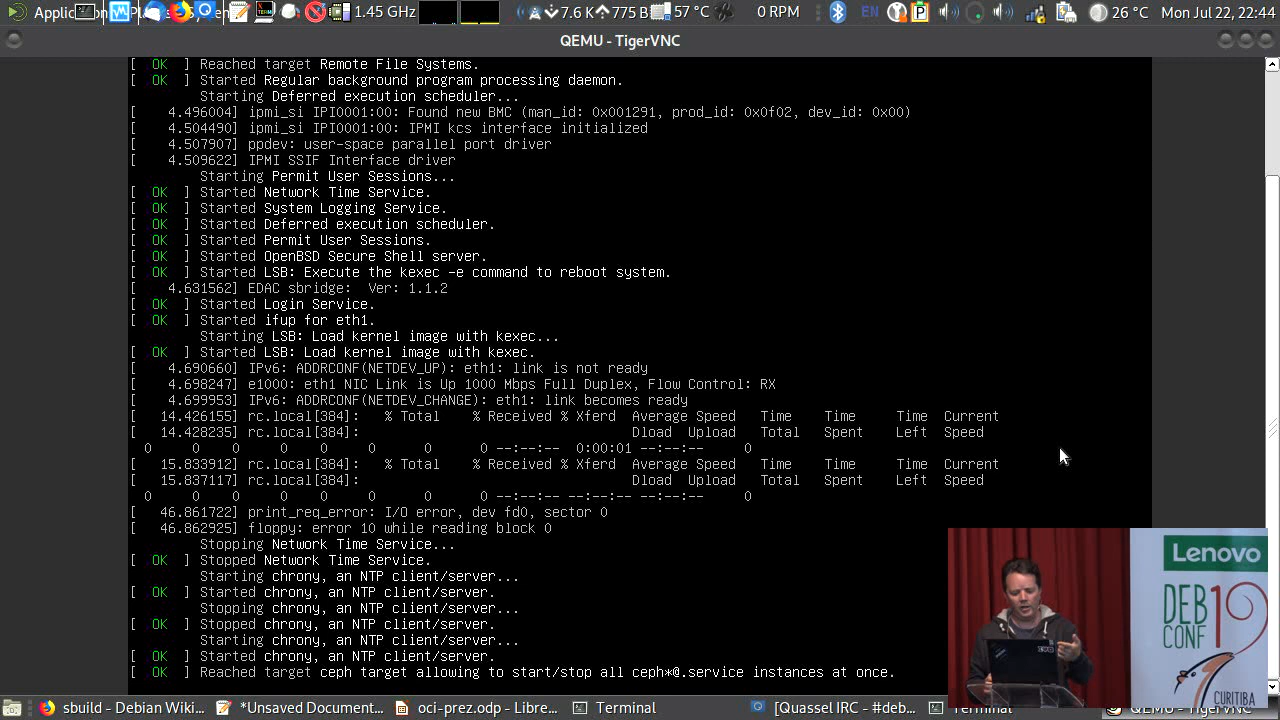 Applications
1.45GHz
7.6 K
775 B
57 °C
0 RPM
EN
26 °C
Mon Jul 22, 22:44
QEMU - TigerVNC
[  OK  ] Reached target Remote File Systems.
[  OK  ] Started Regular background program processing daemon.
Starting Deferred execution scheduler...
[    4.496004] ipmi_si IPI0001:00: Found new BMC (man_id: 0x001291, prod_id: 0x0f02, dev_id: 0x00)
[    4.504490] ipmi_si IPI0001:00: IPMI kcs interface initialized
[    4.507907] ppdev: user-space parallel port driver
[    4.509622] IPMI SSIF Interface driver
Starting Permit User Sessions...
[  OK  ] Started Network Time Service.
[  OK  ] Started System Logging Service.
[  OK  ] Started Deferred execution scheduler.
[  OK  ] Started Permit User Sessions.
[  OK  ] Started OpenBSD Secure Shell server.
[  OK  ] Started LSB: Execute the kexec -e command to reboot system.
[    4.631562] EDAC sbridge:  Ver: 1.1.2
[  OK  ] Started Login Service.
[  OK  ] Started ifup for eth1.
Starting LSB: Load kernel image with kexec...
[  OK  ] Started LSB: Load kernel image with kexec.
[    4.690660] IPv6: ADDRCONF(NETDEV_UP): eth1: link is not ready
[    4.698247] e1000: eth1 NIC Link is Up 1000 Mbps Full Duplex, Flow Control: RX
[    4.699953] IPv6: ADDRCONF(NETDEV_CHANGE): eth1: link becomes ready
[   14.426155] rc.local[384]:   % Total    % Received % Xferd  Average Speed   Time    Time     Time  Current
[   14.428235] rc.local[384]:                                  Dload  Upload   Total   Spent    Left  Speed
0     0    0     0    0     0      0      0 --:--:--  0:00:01 --:--:--     0
[   15.833912] rc.local[384]:   % Total    % Received % Xferd  Average Speed   Time    Time     Time  Current
[   15.837117] rc.local[384]:                                  Dload  Upload   Total   Spent    Left  Speed
0     0    0     0    0     0      0      0 --:--:-- --:--:-- --:--:--     0
[   46.861722] print_req_error: I/O error, dev fd0, sector 0
[   46.862925] floppy: error 10 while reading block 0
Stopping Network Time Service...
[  OK  ] Stopped Network Time Service.
Starting chrony, an NTP client/server...
[  OK  ] Started chrony, an NTP client/server.
Stopping chrony, an NTP client/server...
[  OK  ] Stopped chrony, an NTP client/server.
Starting chrony, an NTP client/server...
[  OK  ] Started chrony, an NTP client/server.
[  OK  ] Reached target ceph target allowing to start/stop all ceph*@.service instances at once.
Lenovo
DEB19
CONF
CURITIBA
sbuild - Debian Wiki...
*Unsaved Document...
oci-prez.odp - Libre...
Terminal
[Quassel IRC - #deb...
Terminal
QEMU - TigerVNC